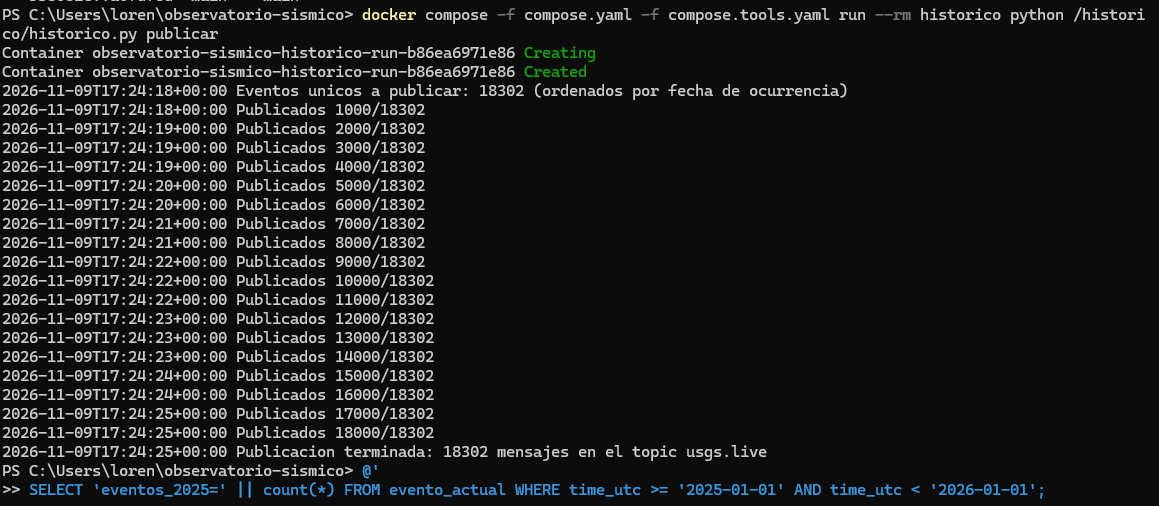 PS C:\Users\loren\observatorio-sismico> docker compose -f compose.yaml -f compose.tools.yaml run --rm historico python /histori
co/historico.py publicar
Container observatorio-sismico-historico-run-b86ea6971e86 Creating
Container observatorio-sismico-historico-run-b86ea6971e86 Created
2026-11-09T17:24:18+00:00 Eventos unicos a publicar: 18302 (ordenados por fecha de ocurrencia)
2026-11-09T17:24:18+00:00 Publicados 1000/18302
2026-11-09T17:24:19+00:00 Publicados 2000/18302
2026-11-09T17:24:19+00:00 Publicados 3000/18302
2026-11-09T17:24:19+00:00 Publicados 4000/18302
2026-11-09T17:24:20+00:00 Publicados 5000/18302
2026-11-09T17:24:20+00:00 Publicados 6000/18302
2026-11-09T17:24:21+00:00 Publicados 7000/18302
2026-11-09T17:24:21+00:00 Publicados 8000/18302
2026-11-09T17:24:22+00:00 Publicados 9000/18302
2026-11-09T17:24:22+00:00 Publicados 10000/18302
2026-11-09T17:24:22+00:00 Publicados 11000/18302
2026-11-09T17:24:23+00:00 Publicados 12000/18302
2026-11-09T17:24:23+00:00 Publicados 13000/18302
2026-11-09T17:24:23+00:00 Publicados 14000/18302
2026-11-09T17:24:24+00:00 Publicados 15000/18302
2026-11-09T17:24:24+00:00 Publicados 16000/18302
2026-11-09T17:24:25+00:00 Publicados 17000/18302
2026-11-09T17:24:25+00:00 Publicados 18000/18302
2026-11-09T17:24:25+00:00 Publicacion terminada: 18302 mensajes en el topic usgs.live
PS C:\Users\loren\observatorio-sismico> @'
>> SELECT 'eventos_2025=' || count(*) FROM evento_actual WHERE time_utc >= '2025-01-01' AND time_utc < '2026-01-01';